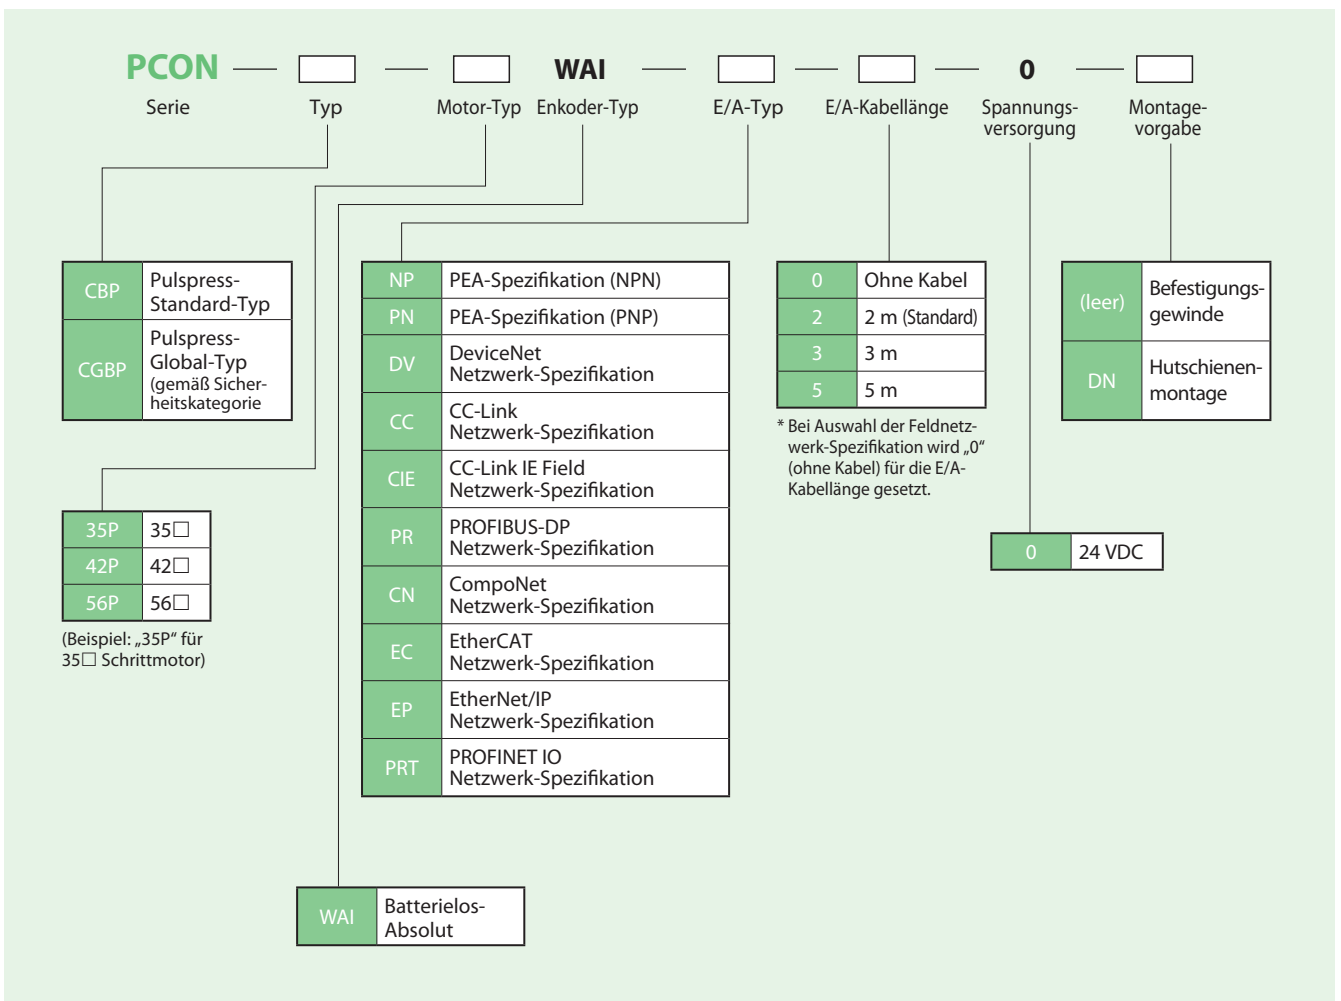 PCON — — WAI — — — 0 —
Serie Typ Motor-Typ Enkoder-Typ E/A-Typ E/A-Kabellänge Spannungs-
versorgung Montage-
vorgabe
CBP Pulspress-
Standard-Typ
CGBP Pulspress-
Global-Typ
(gemäß Sicher-
heitskategorie
35P 35□
42P 42□
56P 56□
(Beispiel: „35P“ für
35□ Schrittmotor)
WAI Batterielos-
Absolut
NP PEA-Spezifikation (NPN)
PN PEA-Spezifikation (PNP)
DV DeviceNet
Netzwerk-Spezifikation
CC CC-Link
Netzwerk-Spezifikation
CIE CC-Link IE Field
Netzwerk-Spezifikation
PR PROFIBUS-DP
Netzwerk-Spezifikation
CN CompoNet
Netzwerk-Spezifikation
EC EtherCAT
Netzwerk-Spezifikation
EP EtherNet/IP
Netzwerk-Spezifikation
PRT PROFINET IO
Netzwerk-Spezifikation
0 Ohne Kabel
2 2 m (Standard)
3 3 m
5 5 m
* Bei Auswahl der Feldnetz-
werk-Spezifikation wird „0“
(ohne Kabel) für die E/A-
Kabellänge gesetzt.
0 24 VDC
(leer) Befestigungs-
gewinde
DN Hutschienen-
montage